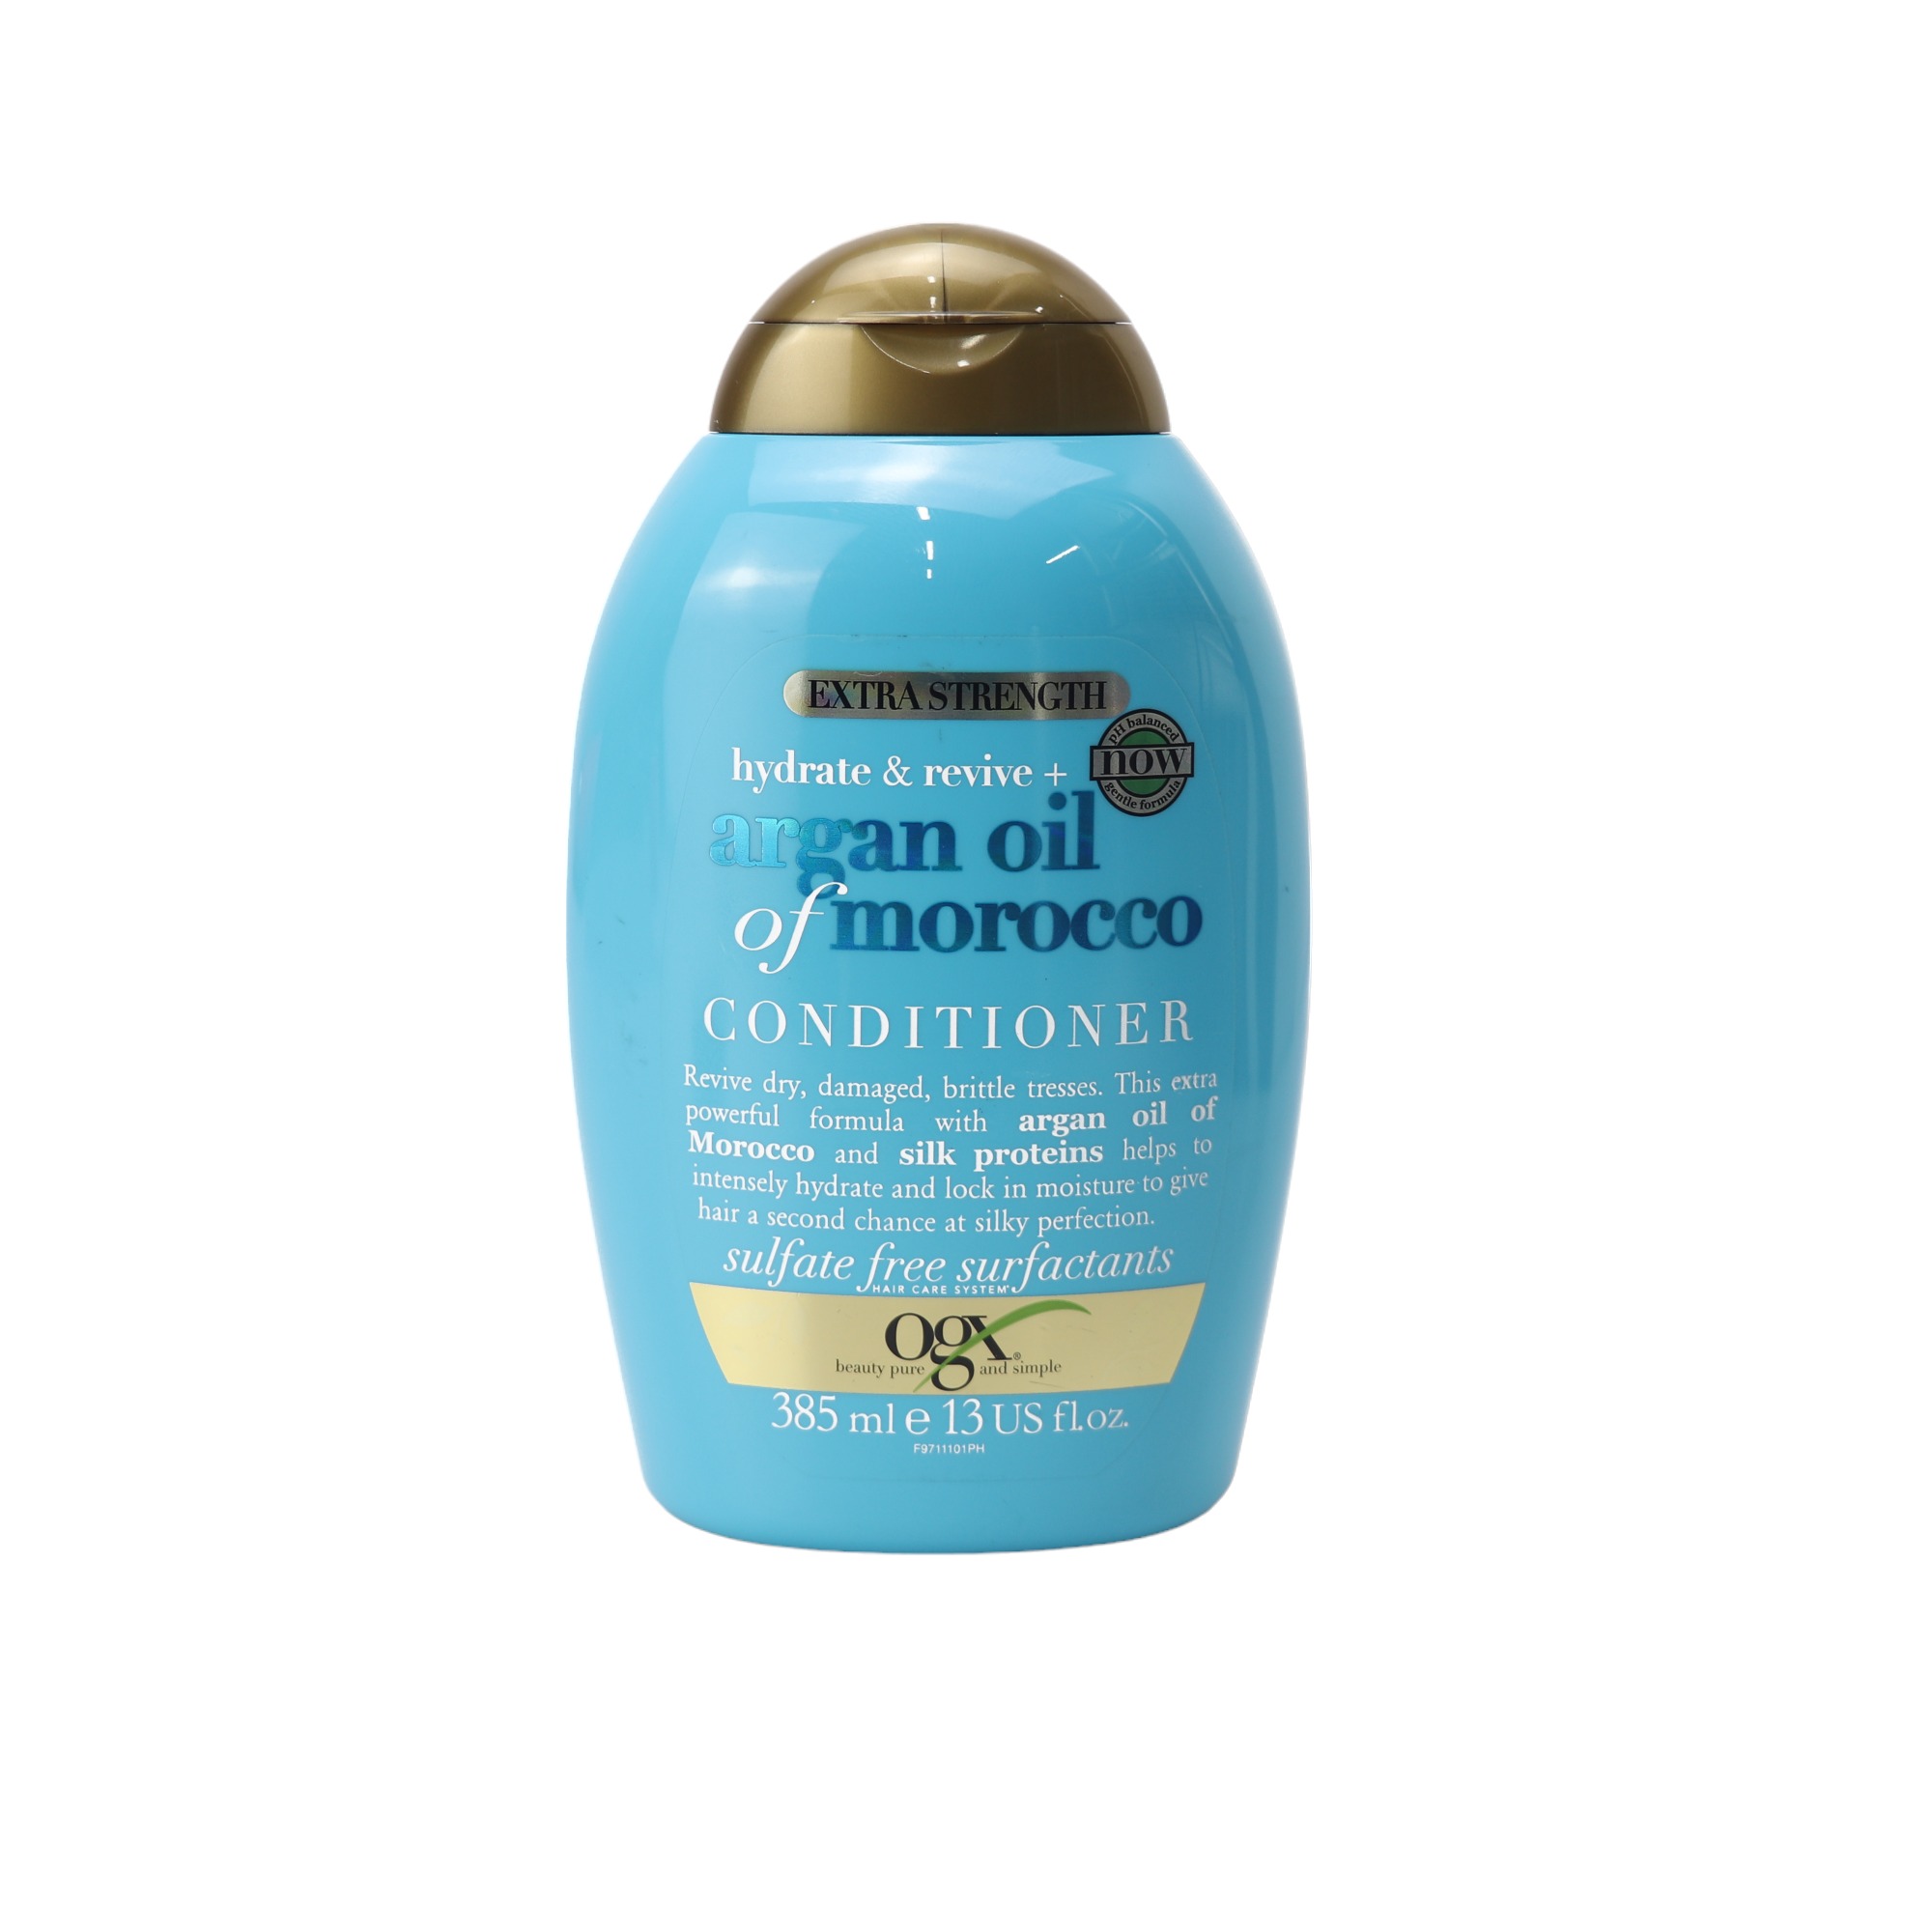 EXTRA STRENGTH
pH balanced
now
gentle formula
hydrate & revive +
argan oil
of morocco
CONDITIONER
Revive dry, damaged, brittle tresses. This extra
powerful formula with argan oil of
Morocco and silk proteins helps to
intensely hydrate and lock in moisture to give
hair a second chance at silky perfection.
sulfate free surfactants
HAIR CARE SYSTEM™
ogx®
beauty pure and simple
385 ml e 13 US fl.oz.
F9711101PH